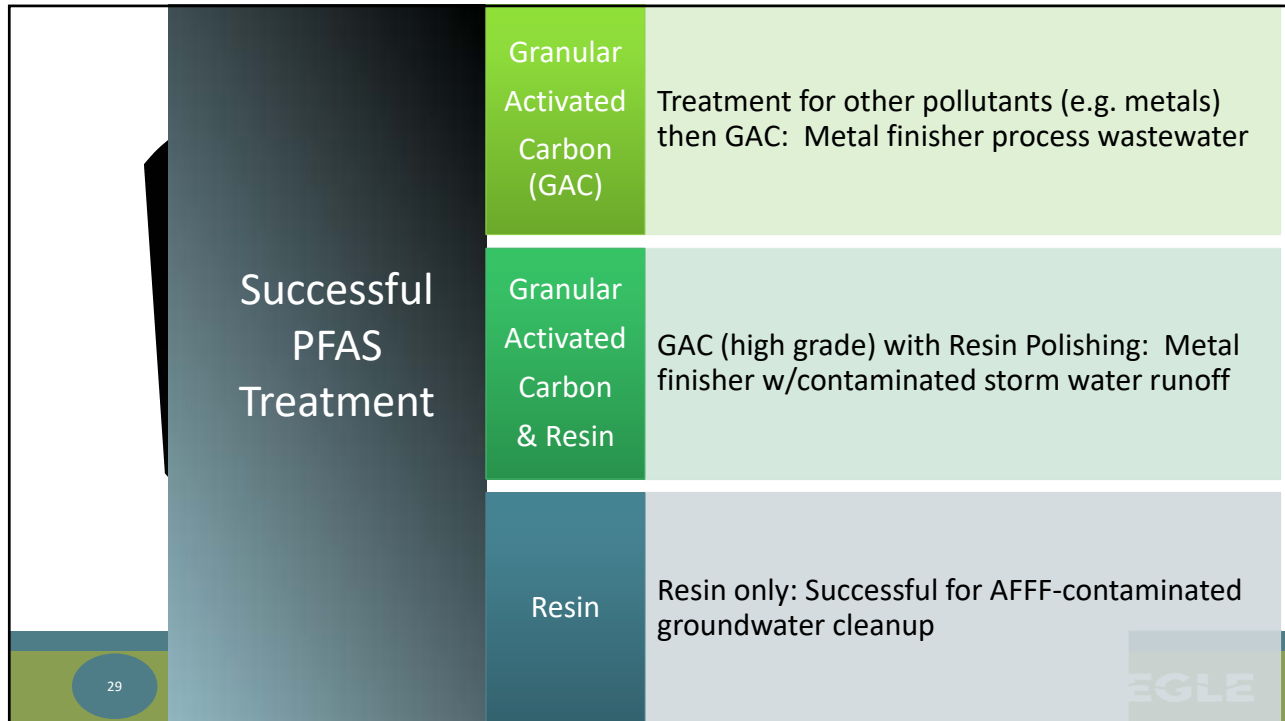 Successful
PFAS
Treatment
Granular
Activated
Carbon
(GAC)
Treatment for other pollutants (e.g. metals)
then GAC: Metal finisher process wastewater
Granular
Activated
Carbon
& Resin
GAC (high grade) with Resin Polishing: Metal
finisher w/contaminated storm water runoff
Resin
Resin only: Successful for AFFF-contaminated
groundwater cleanup
29
EGLE